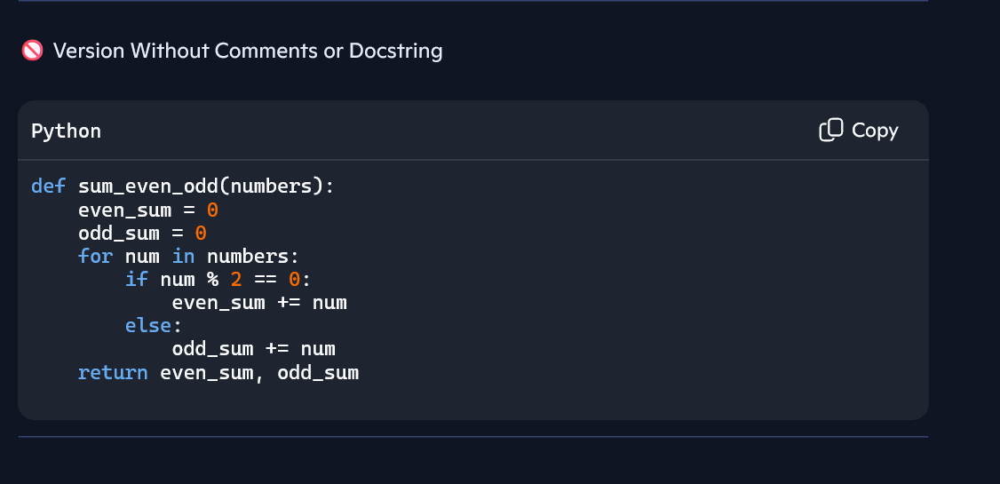 🚫 Version Without Comments or Docstring
Python
Copy
def sum_even_odd(numbers):
    even_sum = 0
    odd_sum = 0
    for num in numbers:
        if num % 2 == 0:
            even_sum += num
        else:
            odd_sum += num
    return even_sum, odd_sum